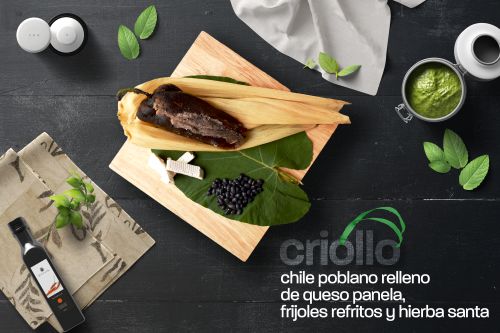 criollo
chile poblano relleno
de queso panela,
frijoles refritos y hierba santa